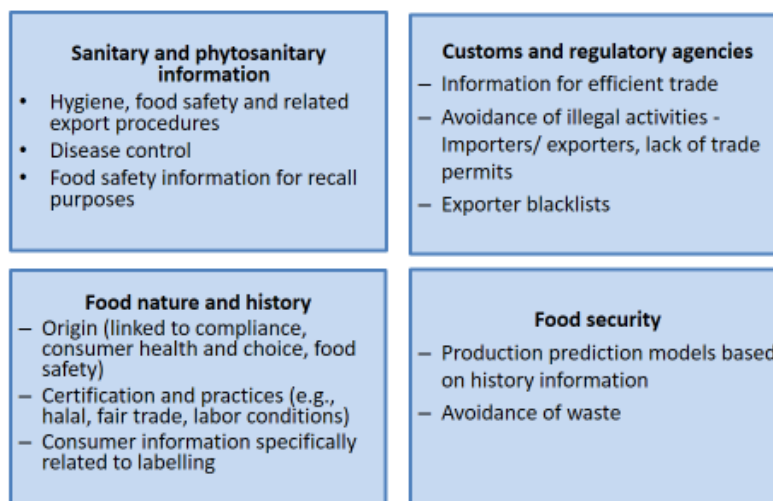 Sanitary and phytosanitary
information
• Hygiene, food safety and related
export procedures
• Disease control
• Food safety information for recall
purposes
Customs and regulatory agencies
– Information for efficient trade
– Avoidance of illegal activities -
Importers/ exporters, lack of trade
permits
– Exporter blacklists
Food nature and history
– Origin (linked to compliance,
consumer health and choice, food
safety)
– Certification and practices (e.g.,
halal, fair trade, labor conditions)
– Consumer information specifically
related to labelling
Food security
– Production prediction models based
on history information
– Avoidance of waste